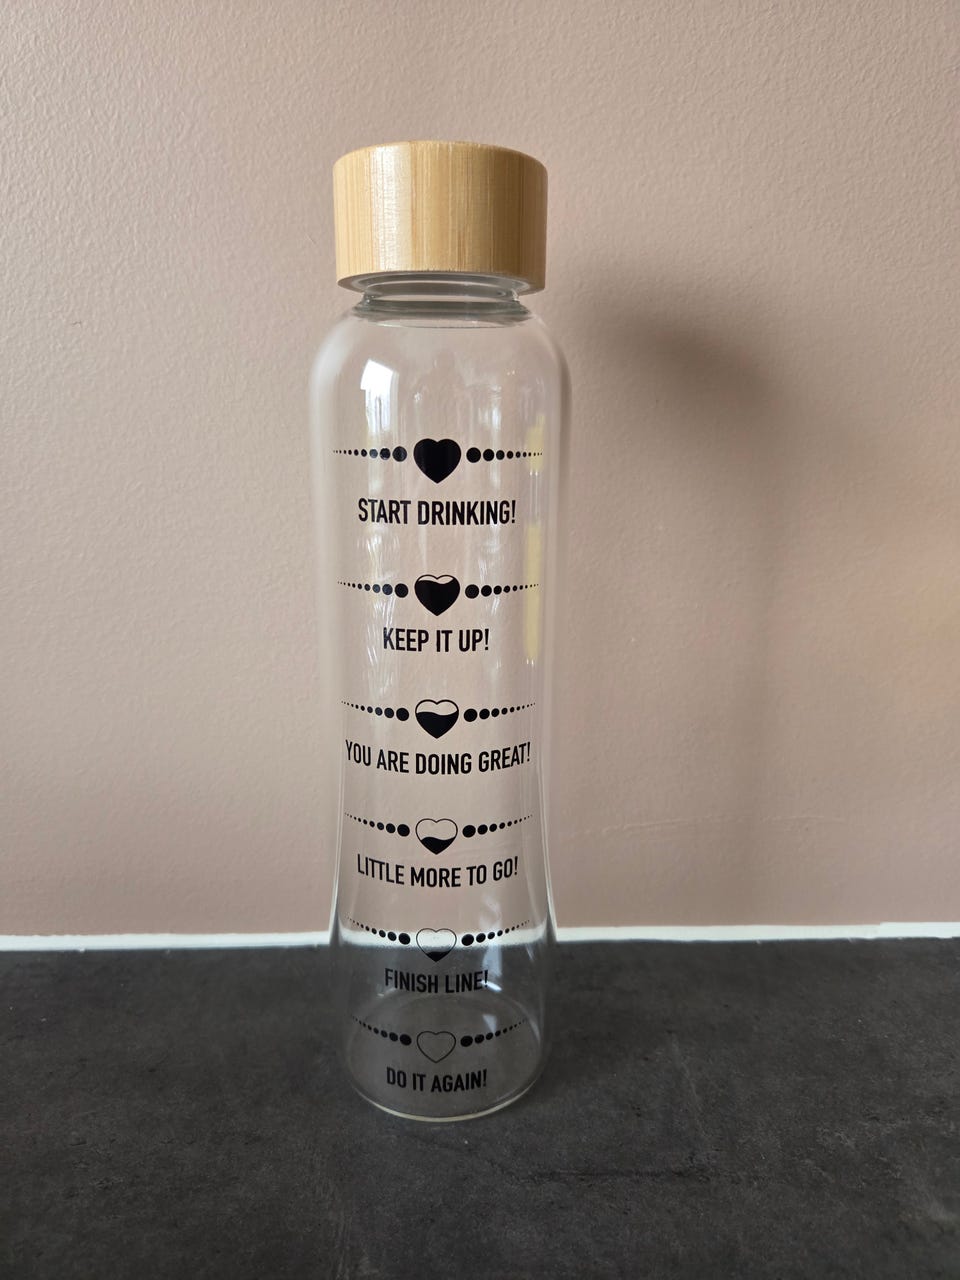 START DRINKING!
KEEP IT UP!
YOU ARE DOING GREAT!
LITTLE MORE TO GO!
FINISH LINE!
DO IT AGAIN!